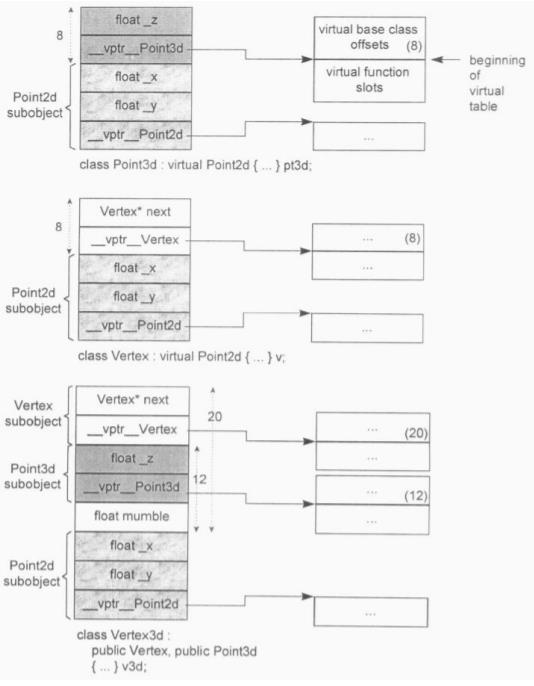 float _z
8
__vptr__Point3d
float _x
Point2d
subobject
float _y
__vptr__Point2d
virtual base class
offsets (8)
virtual function
slots
...
beginning
of
virtual
table
class Point3d : virtual Point2d { ... } pt3d;
Vertex* next
8
__vptr__Vertex
float _x
Point2d
subobject
float _y
__vptr__Point2d
... (8)
...
...
class Vertex : virtual Point2d { ... } v;
Vertex* next
Vertex
subobject
__vptr__Vertex
20
float _z
Point3d
subobject
12
__vptr__Point3d
float mumble
float _x
Point2d
subobject
float _y
__vptr__Point2d
... (20)
...
... (12)
...
...
class Vertex3d :
public Vertex, public Point3d
{ ... } v3d;